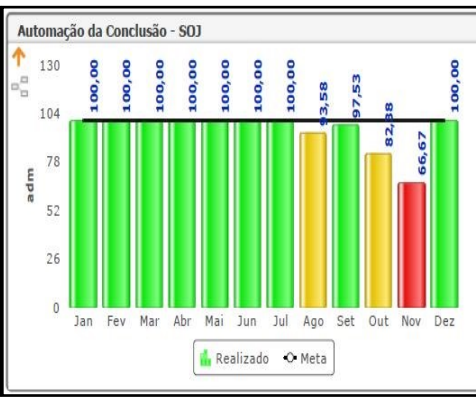 Automação da Conclusão - SOJ
130
104
78
52
26
0
adm
100,00 100,00 100,00 100,00 100,00 100,00 100,00 93,58 97,53 82,88 66,67 100,00
Jan Fev Mar Abr Mai Jun Jul Ago Set Out Nov Dez
Realizado Meta